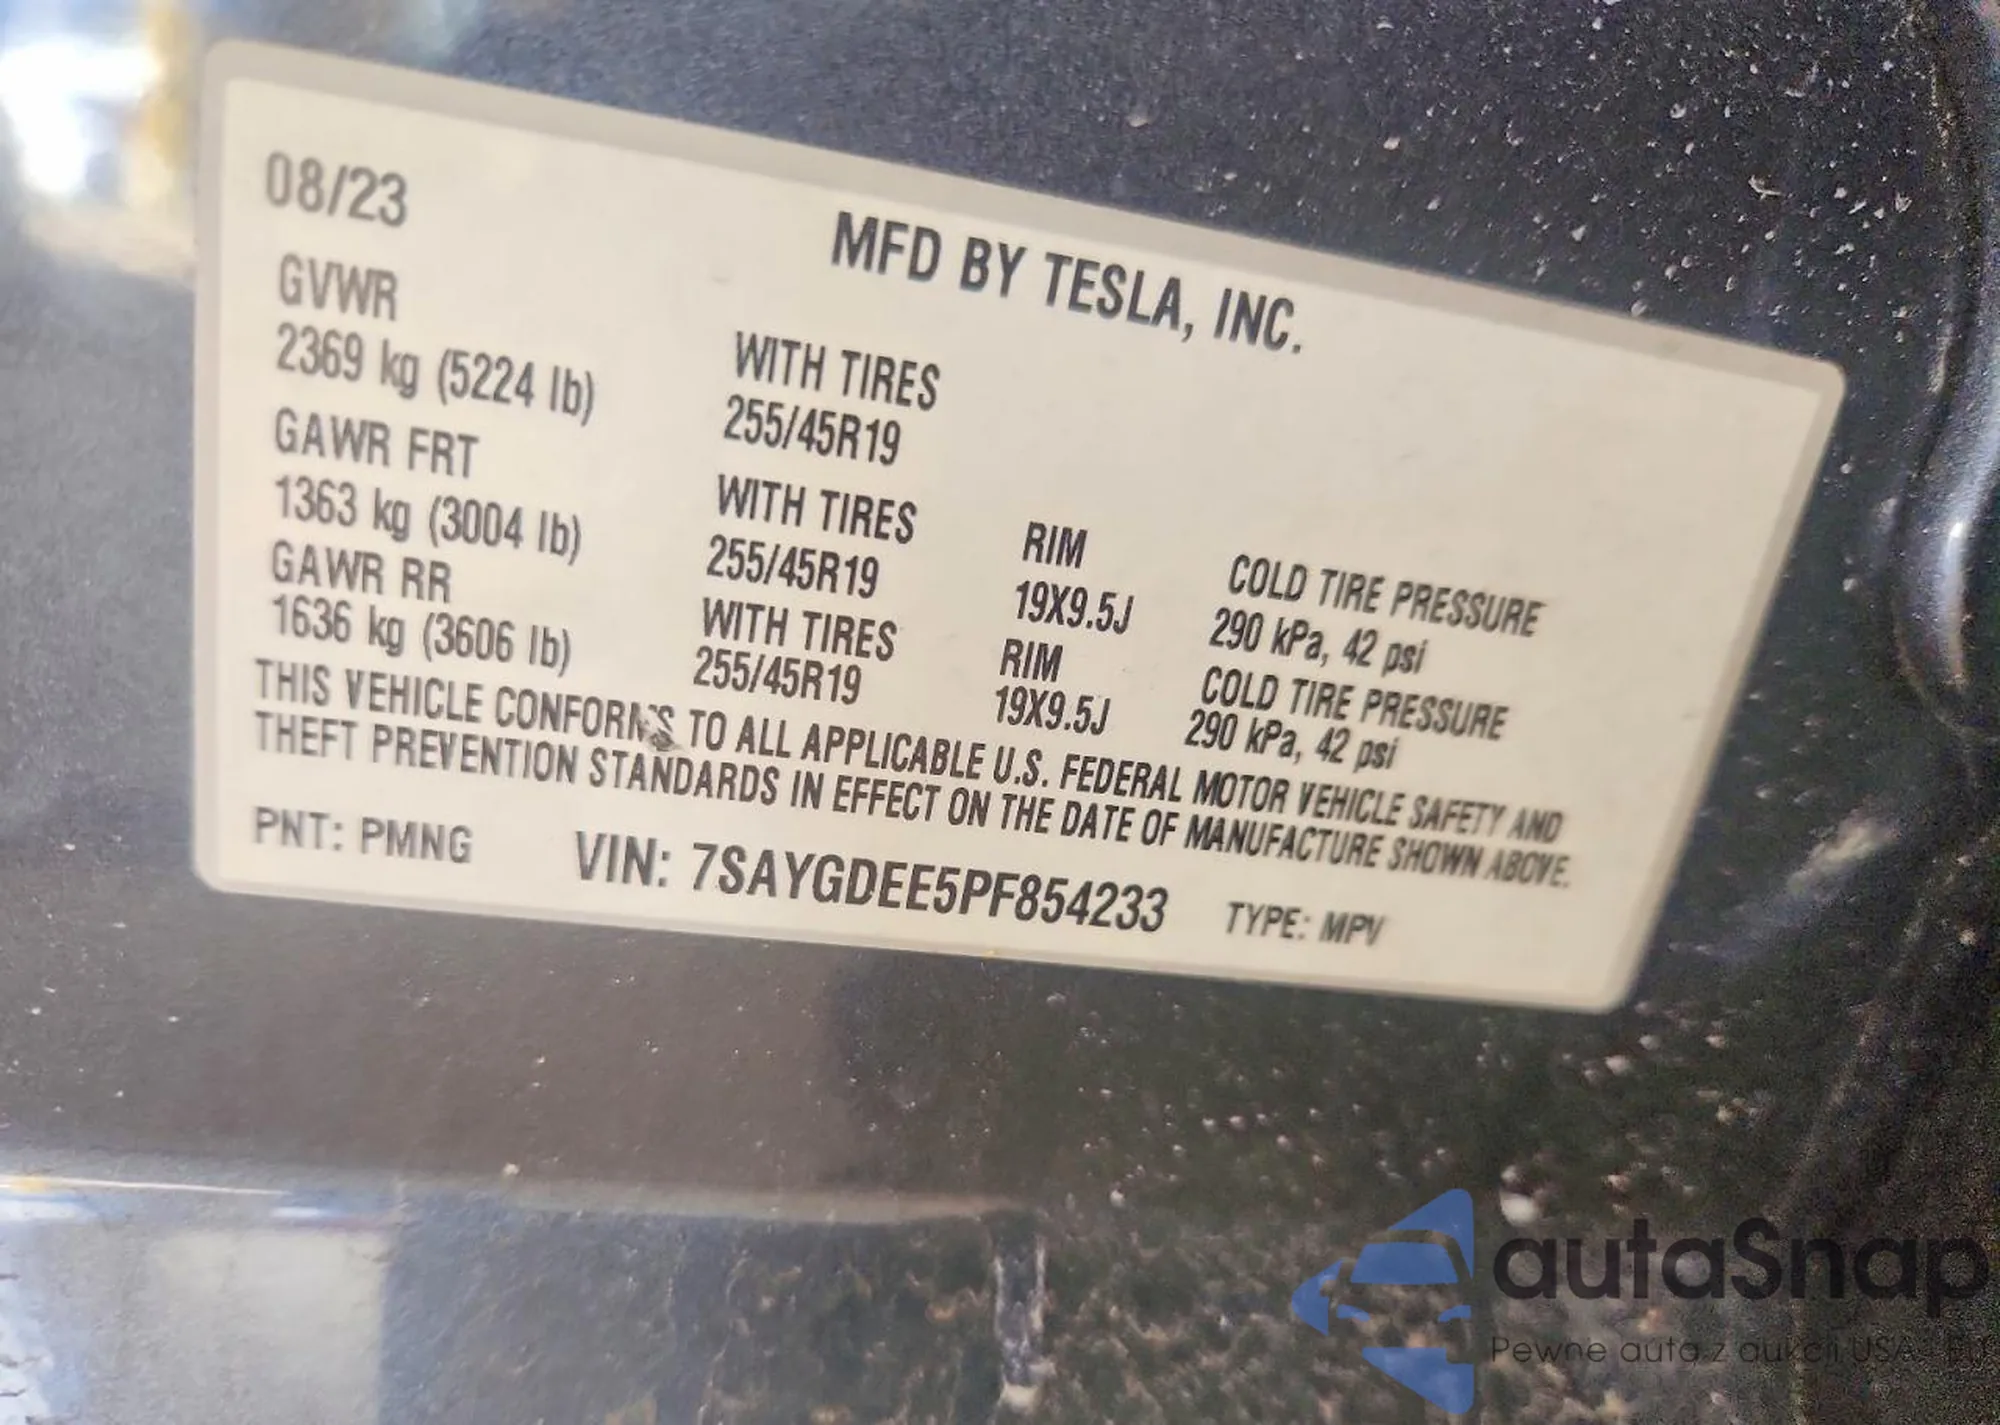 08/23
MFD BY TESLA, INC.
GVWR
2369 kg (5224 lb)
WITH TIRES
255/45R19
GAWR FRT
1363 kg (3004 lb)
WITH TIRES
255/45R19
RIM
19X9.5J
COLD TIRE PRESSURE
290 kPa, 42 psi
GAWR RR
1636 kg (3606 lb)
WITH TIRES
255/45R19
RIM
19X9.5J
COLD TIRE PRESSURE
290 kPa, 42 psi
THIS VEHICLE CONFORMS TO ALL APPLICABLE U.S. FEDERAL MOTOR VEHICLE SAFETY AND
THEFT PREVENTION STANDARDS IN EFFECT ON THE DATE OF MANUFACTURE SHOWN ABOVE.
PNT: PMNG VIN: 7SAYGDEE5PF854233 TYPE: MPV
autaSnap
Pewne auta z aukcji USA